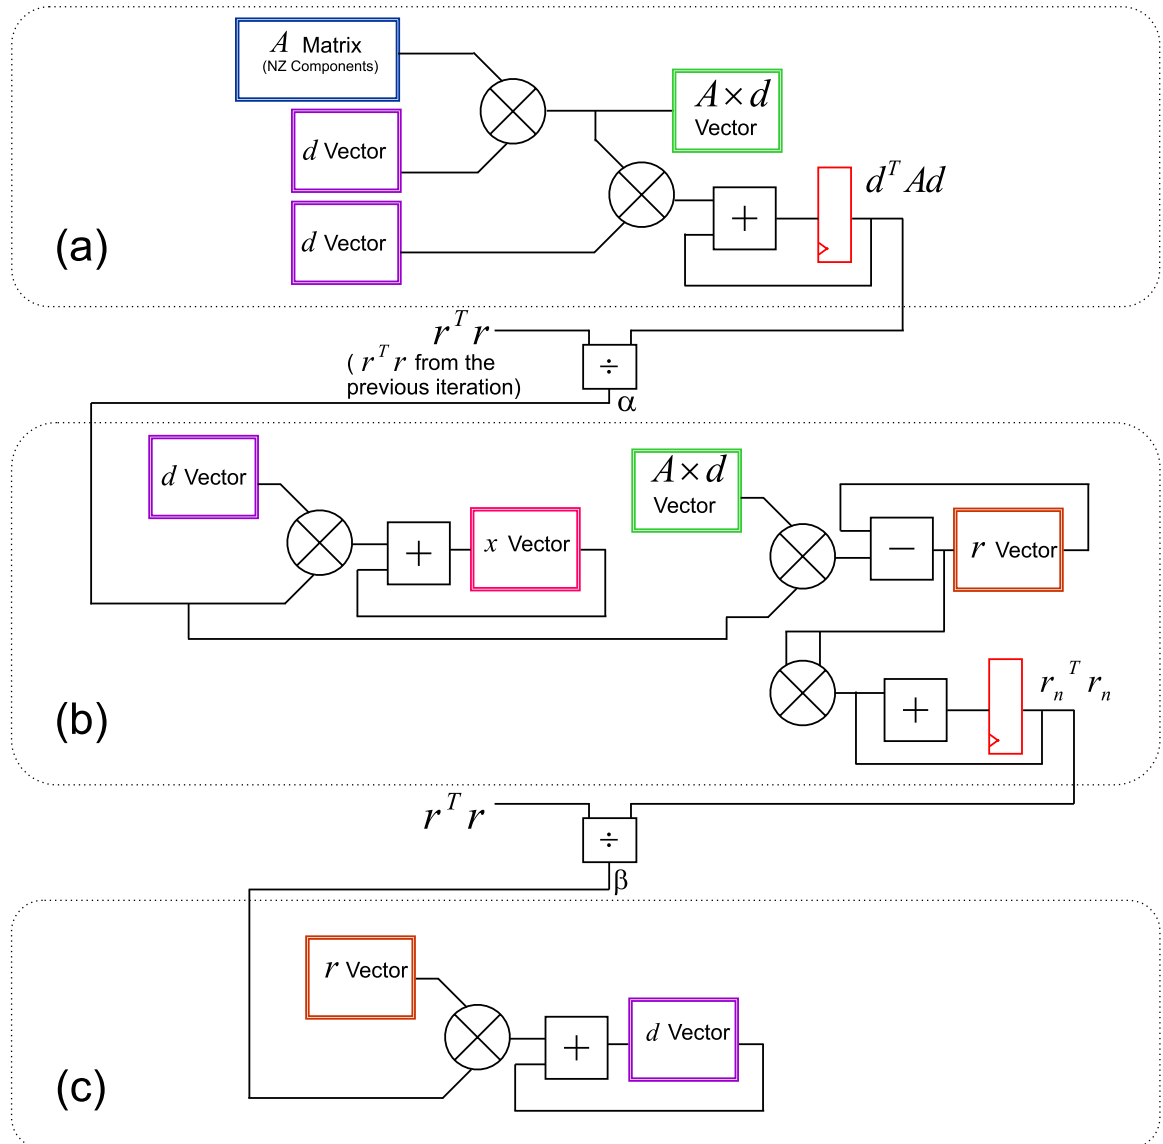 A Matrix
(NZ Components)
d Vector
d Vector
A × d
Vector
+
d^T Ad
(a)
r^T r
( r^T r from the
previous iteration)
÷
α
d Vector
+
x Vector
A × d
Vector
−
r Vector
+
r_n^T r_n
(b)
r^T r
÷
β
r Vector
+
d Vector
(c)